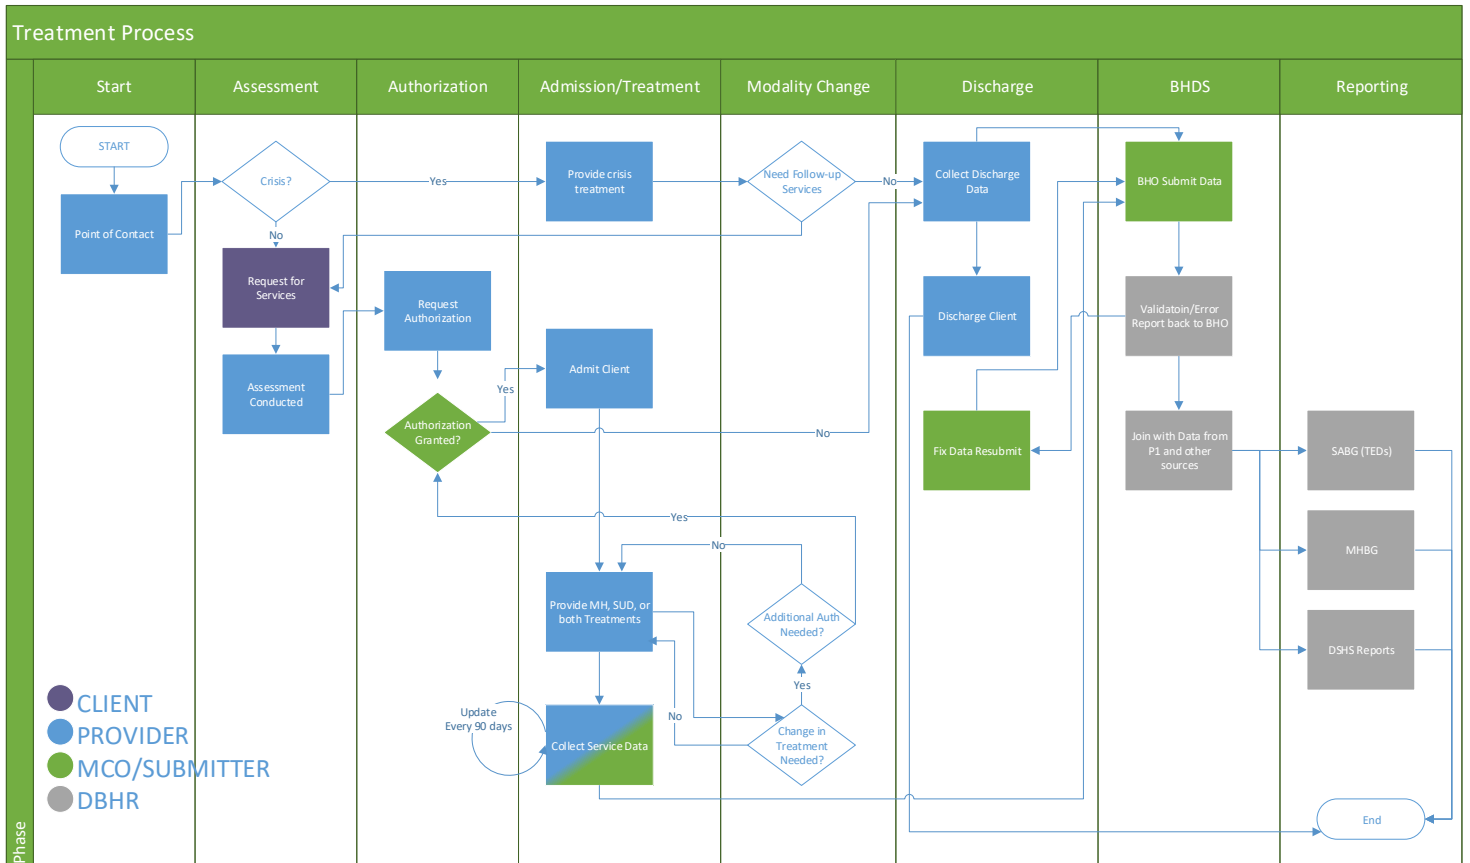 Treatment Process
Phase
Start
Assessment
Authorization
Admission/Treatment
Modality Change
Discharge
BHDS
Reporting
START
Point of Contact
Crisis?
Yes
No
Request for
Services
Assessment
Conducted
Request
Authorization
Authorization
Granted?
Yes
No
Provide crisis
treatment
Admit Client
Provide MH, SUD, or
both Treatments
Update
Every 90 days
Collect Service Data
Need Follow-up
Services
No
Yes
No
Additional Auth
Needed?
Yes
No
Change in
Treatment
Needed?
Collect Discharge
Data
Discharge Client
Fix Data Resubmit
BHO Submit Data
Validatoin/Error
Report back to BHO
Join with Data from
P1 and other
sources
SABG (TEDs)
MHBG
DSHS Reports
End
CLIENT
PROVIDER
MCO/SUBMITTER
DBHR